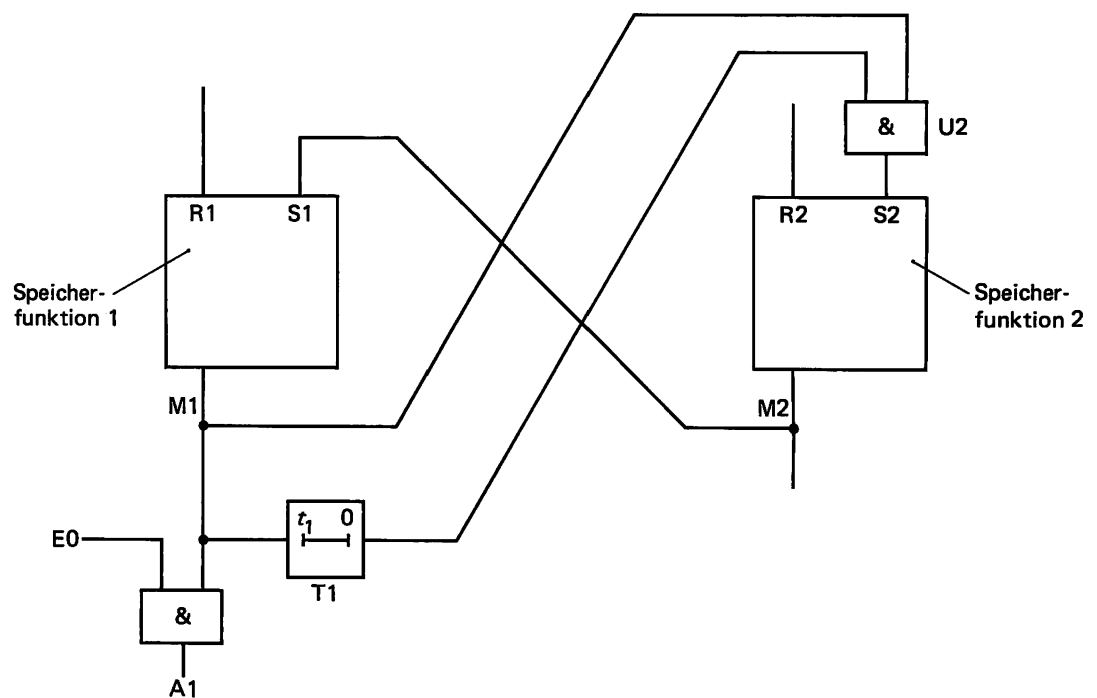 &
U2
R1
S1
R2
S2
Speicher-
funktion 1
Speicher-
funktion 2
M1
M2
E0
t1 0
T1
&
A1